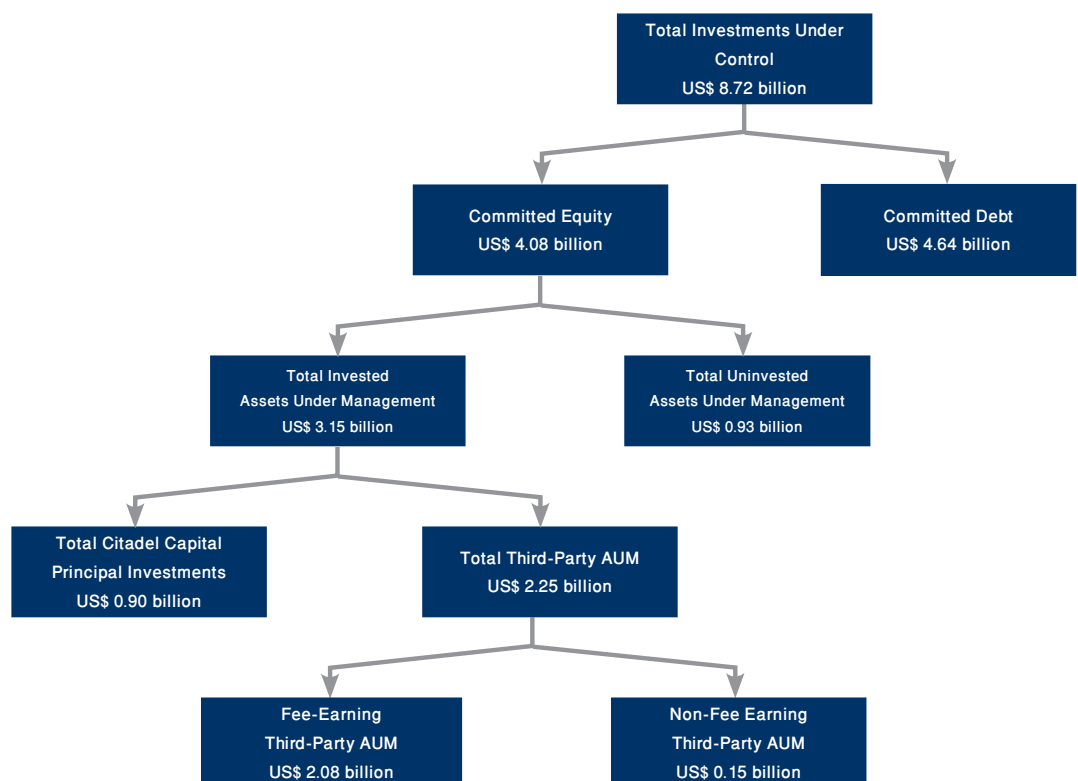 Total Investments Under
Control
US$ 8.72 billion
Committed Equity
US$ 4.08 billion
Committed Debt
US$ 4.64 billion
Total Invested
Assets Under Management
US$ 3.15 billion
Total Uninvested
Assets Under Management
US$ 0.93 billion
Total Citadel Capital
Principal Investments
US$ 0.90 billion
Total Third-Party AUM
US$ 2.25 billion
Fee-Earning
Third-Party AUM
US$ 2.08 billion
Non-Fee Earning
Third-Party AUM
US$ 0.15 billion